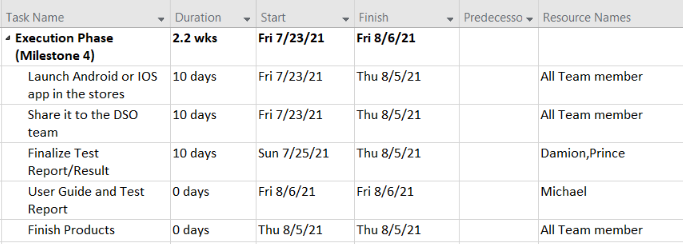 Task Name Duration Start Finish Predecesso Resource Names
Execution Phase (Milestone 4) 2.2 wks Fri 7/23/21 Fri 8/6/21
Launch Android or IOS app in the stores 10 days Fri 7/23/21 Thu 8/5/21 All Team member
Share it to the DSO team 10 days Fri 7/23/21 Thu 8/5/21 All Team member
Finalize Test Report/Result 10 days Sun 7/25/21 Thu 8/5/21 Damion,Prince
User Guide and Test Report 0 days Fri 8/6/21 Fri 8/6/21 Michael
Finish Products 0 days Thu 8/5/21 Thu 8/5/21 All Team member